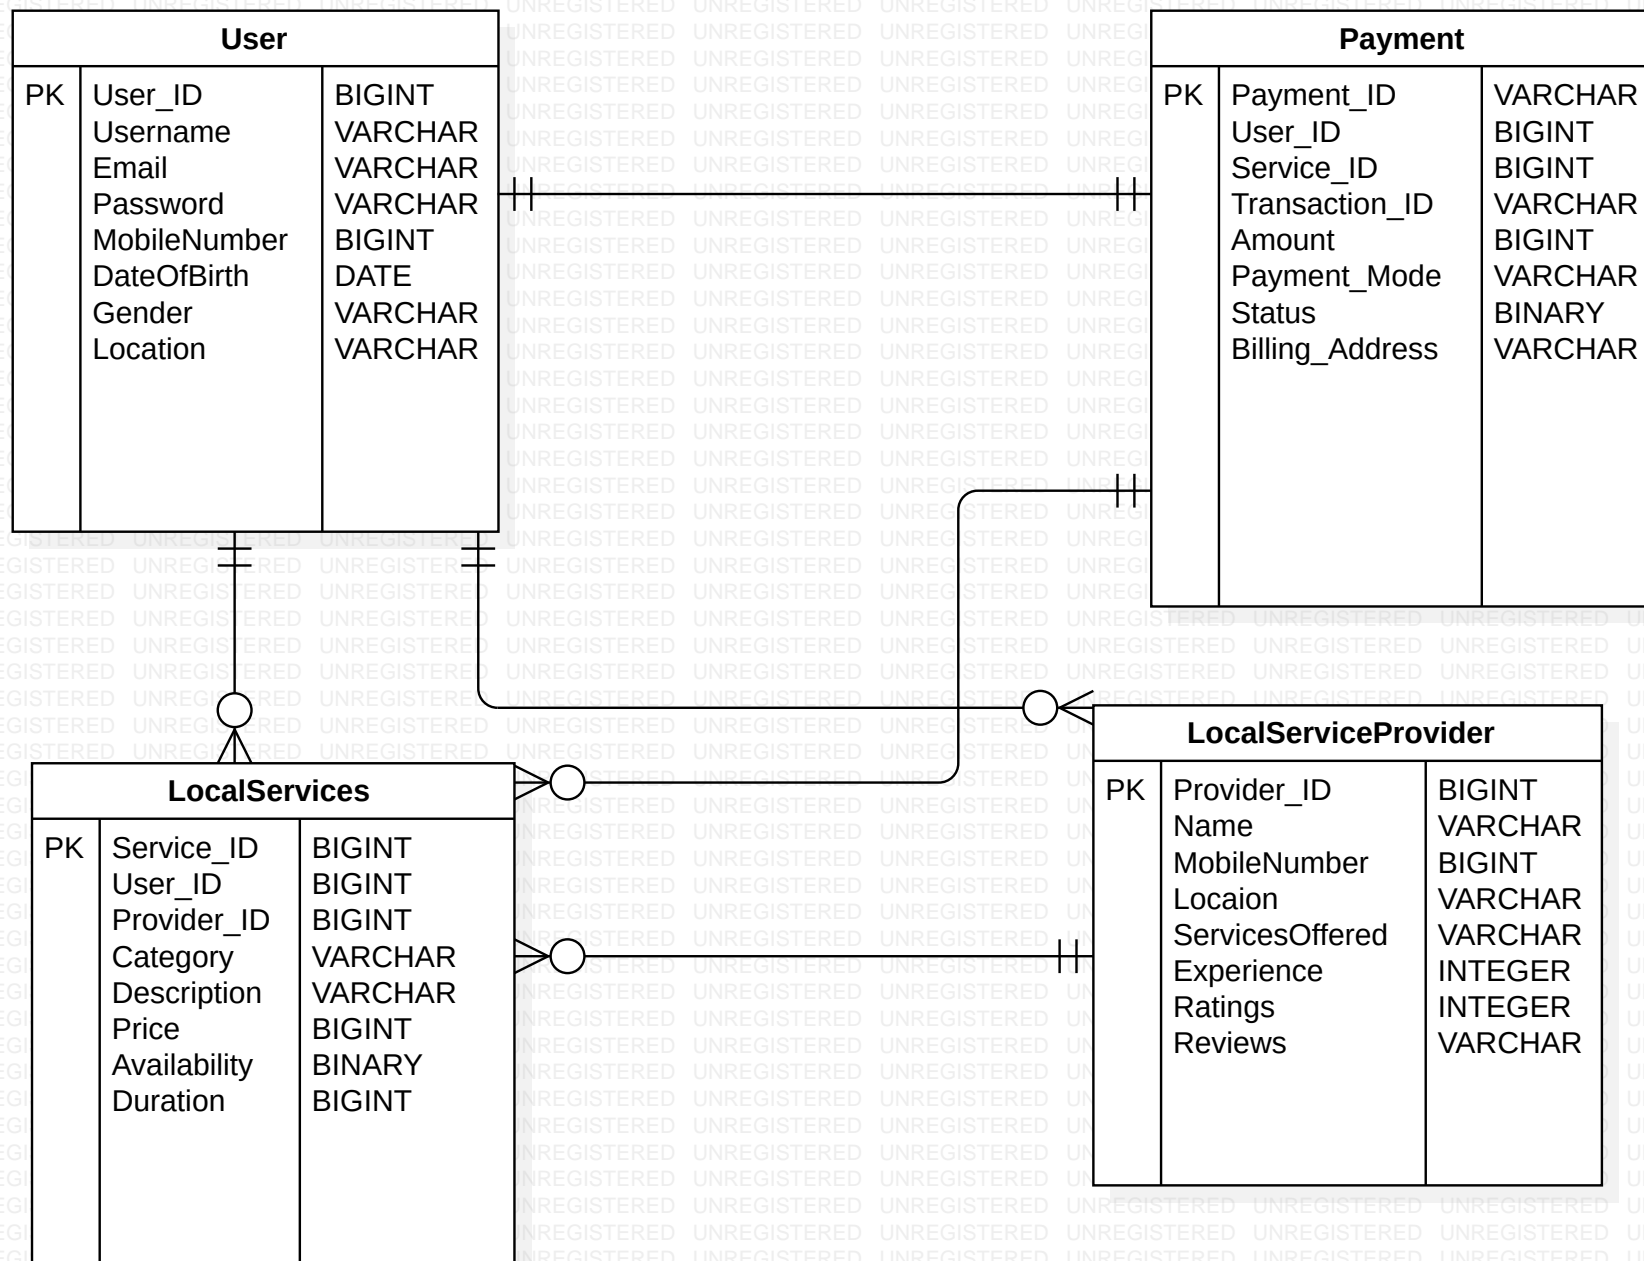 User
PK User_ID BIGINT
Username VARCHAR
Email VARCHAR
Password VARCHAR
MobileNumber BIGINT
DateOfBirth DATE
Gender VARCHAR
Location VARCHAR
Payment
PK Payment_ID VARCHAR
User_ID BIGINT
Service_ID BIGINT
Transaction_ID VARCHAR
Amount BIGINT
Payment_Mode VARCHAR
Status BINARY
Billing_Address VARCHAR
LocalServices
PK Service_ID BIGINT
User_ID BIGINT
Provider_ID BIGINT
Category VARCHAR
Description VARCHAR
Price BIGINT
Availability BINARY
Duration BIGINT
LocalServiceProvider
PK Provider_ID BIGINT
Name VARCHAR
MobileNumber BIGINT
Locaion VARCHAR
ServicesOffered VARCHAR
Experience INTEGER
Ratings INTEGER
Reviews VARCHAR
UNREGISTERED